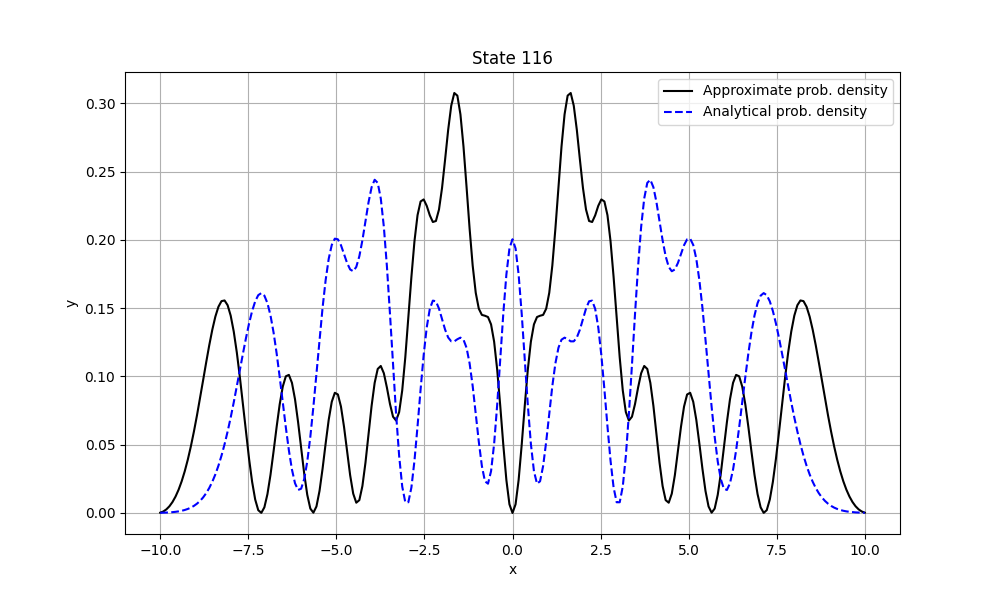 State 116
Approximate prob. density
Analytical prob. density
y
0.30
0.25
0.20
0.15
0.10
0.05
0.00
−10.0 −7.5 −5.0 −2.5 0.0 2.5 5.0 7.5 10.0
x